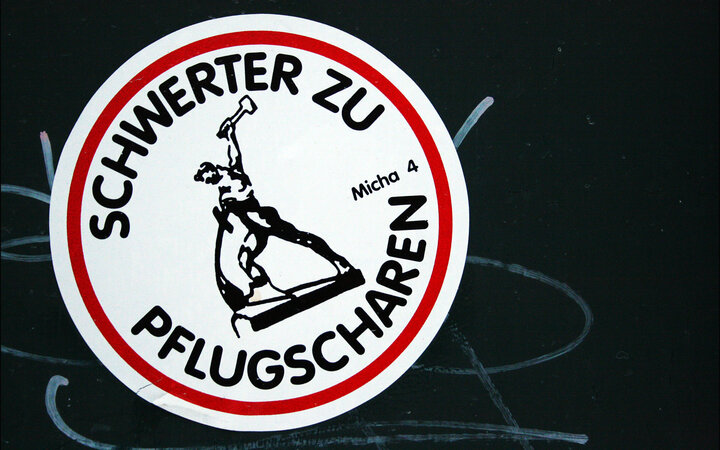 SCHWERTER ZU
Micha 4
PFLUGSCHAREN